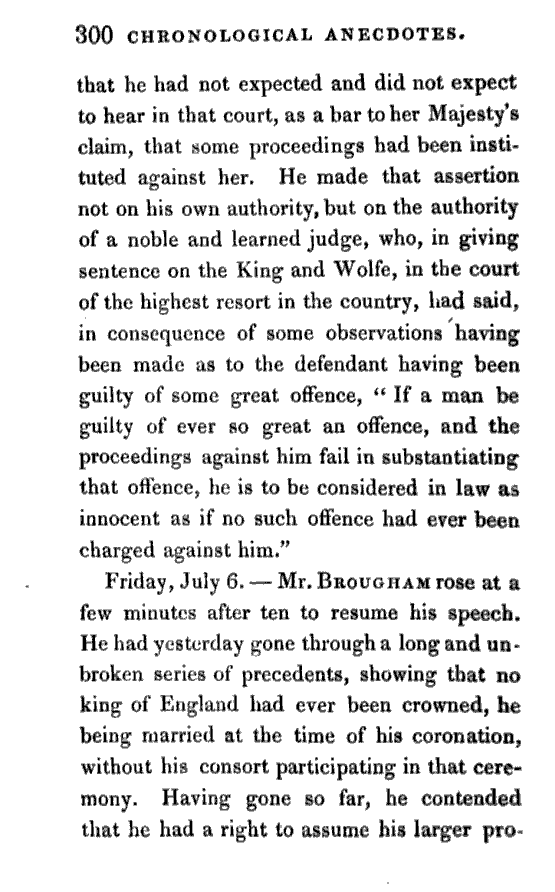 300 CHRONOLOGICAL ANECDOTES.
that he had not expected and did not expect
to hear in that court, as a bar to her Majesty's
claim, that some proceedings had been insti-
tuted against her. He made that assertion
not on his own authority, but on the authority
of a noble and learned judge, who, in giving
sentence on the King and Wolfe, in the court
of the highest resort in the country, had said,
in consequence of some observations having
been made as to the defendant having been
guilty of some great offence, “ If a man be
guilty of ever so great an offence, and the
proceedings against him fail in substantiating
that offence, he is to be considered in law as
innocent as if no such offence had ever been
charged against him.”
Friday, July 6. — Mr. BROUGHAM rose at a
few minutes after ten to resume his speech.
He had yesterday gone through a long and un-
broken series of precedents, showing that no
king of England had ever been crowned, he
being married at the time of his coronation,
without his consort participating in that cere-
mony. Having gone so far, he contended
that he had a right to assume his larger pro-